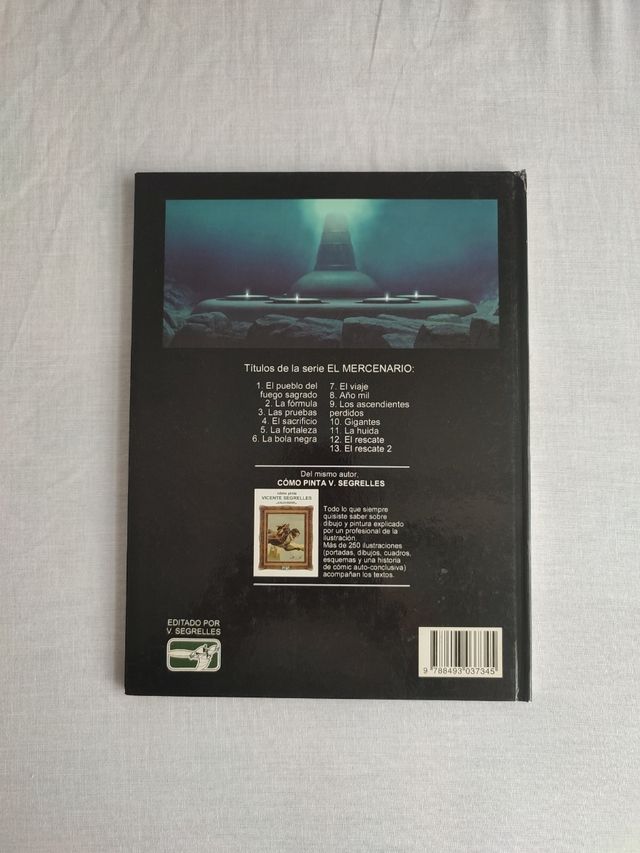 Títulos de la serie EL MERCENARIO:
1. El pueblo del
fuego sagrado
2. La fórmula
3. Las pruebas
4. El sacrificio
5. La fortaleza
6. La bola negra
7. El viaje
8. Año mil
9. Los ascendientes
perdidos
10. Gigantes
11. La huida
12. El rescate
13. El rescate 2
Del mismo autor,
CÓMO PINTA V. SEGRELLES
cómo pinta
VICENTE SEGRELLES
Todo lo que siempre
quisiste saber sobre
dibujo y pintura explicado
por un profesional de la
ilustración.
Más de 250 ilustraciones
(portadas, dibujos, cuadros,
esquemas y una historia
de cómic auto-conclusiva)
acompañan los textos.
EDITADO POR
V SEGRELLES
9 788493 037345